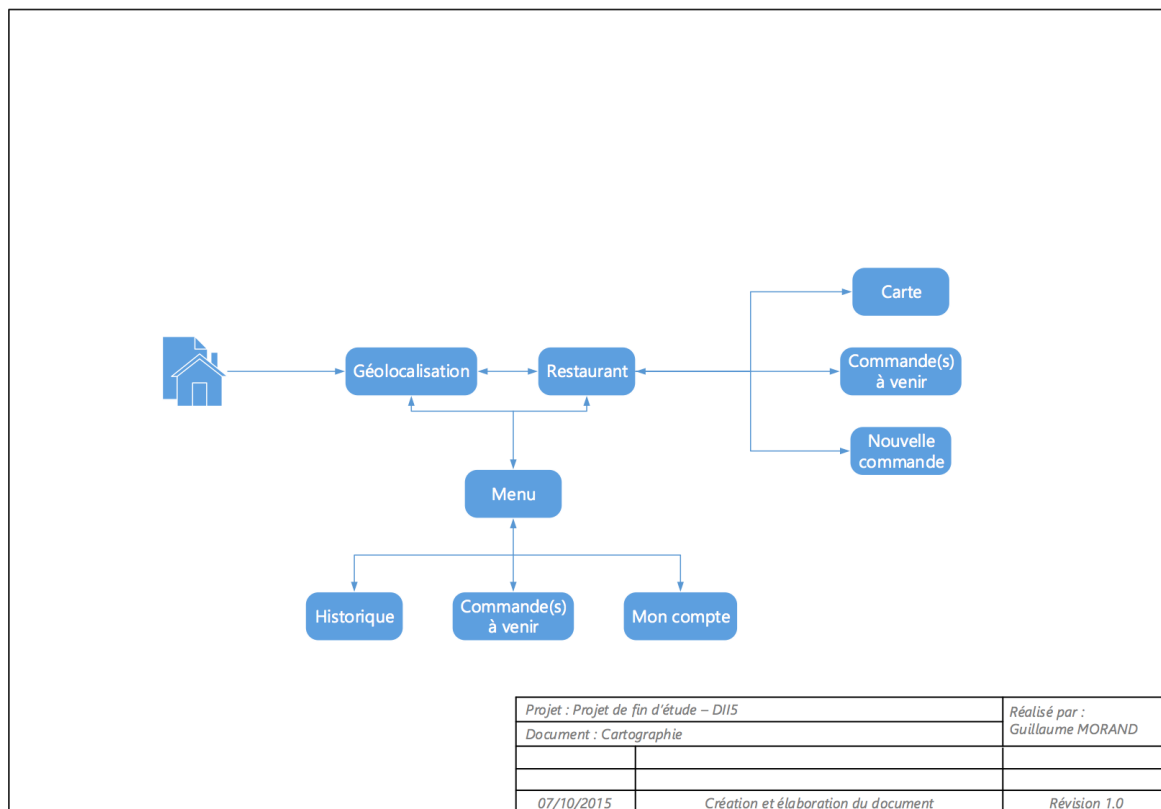 Carte
Géolocalisation
Restaurant
Commande(s)
à venir
Nouvelle
commande
Menu
Historique
Commande(s)
à venir
Mon compte
Projet : Projet de fin d'étude – DII5
Réalisé par :
Guillaume MORAND
Document : Cartographie
07/10/2015
Création et élaboration du document
Révision 1.0